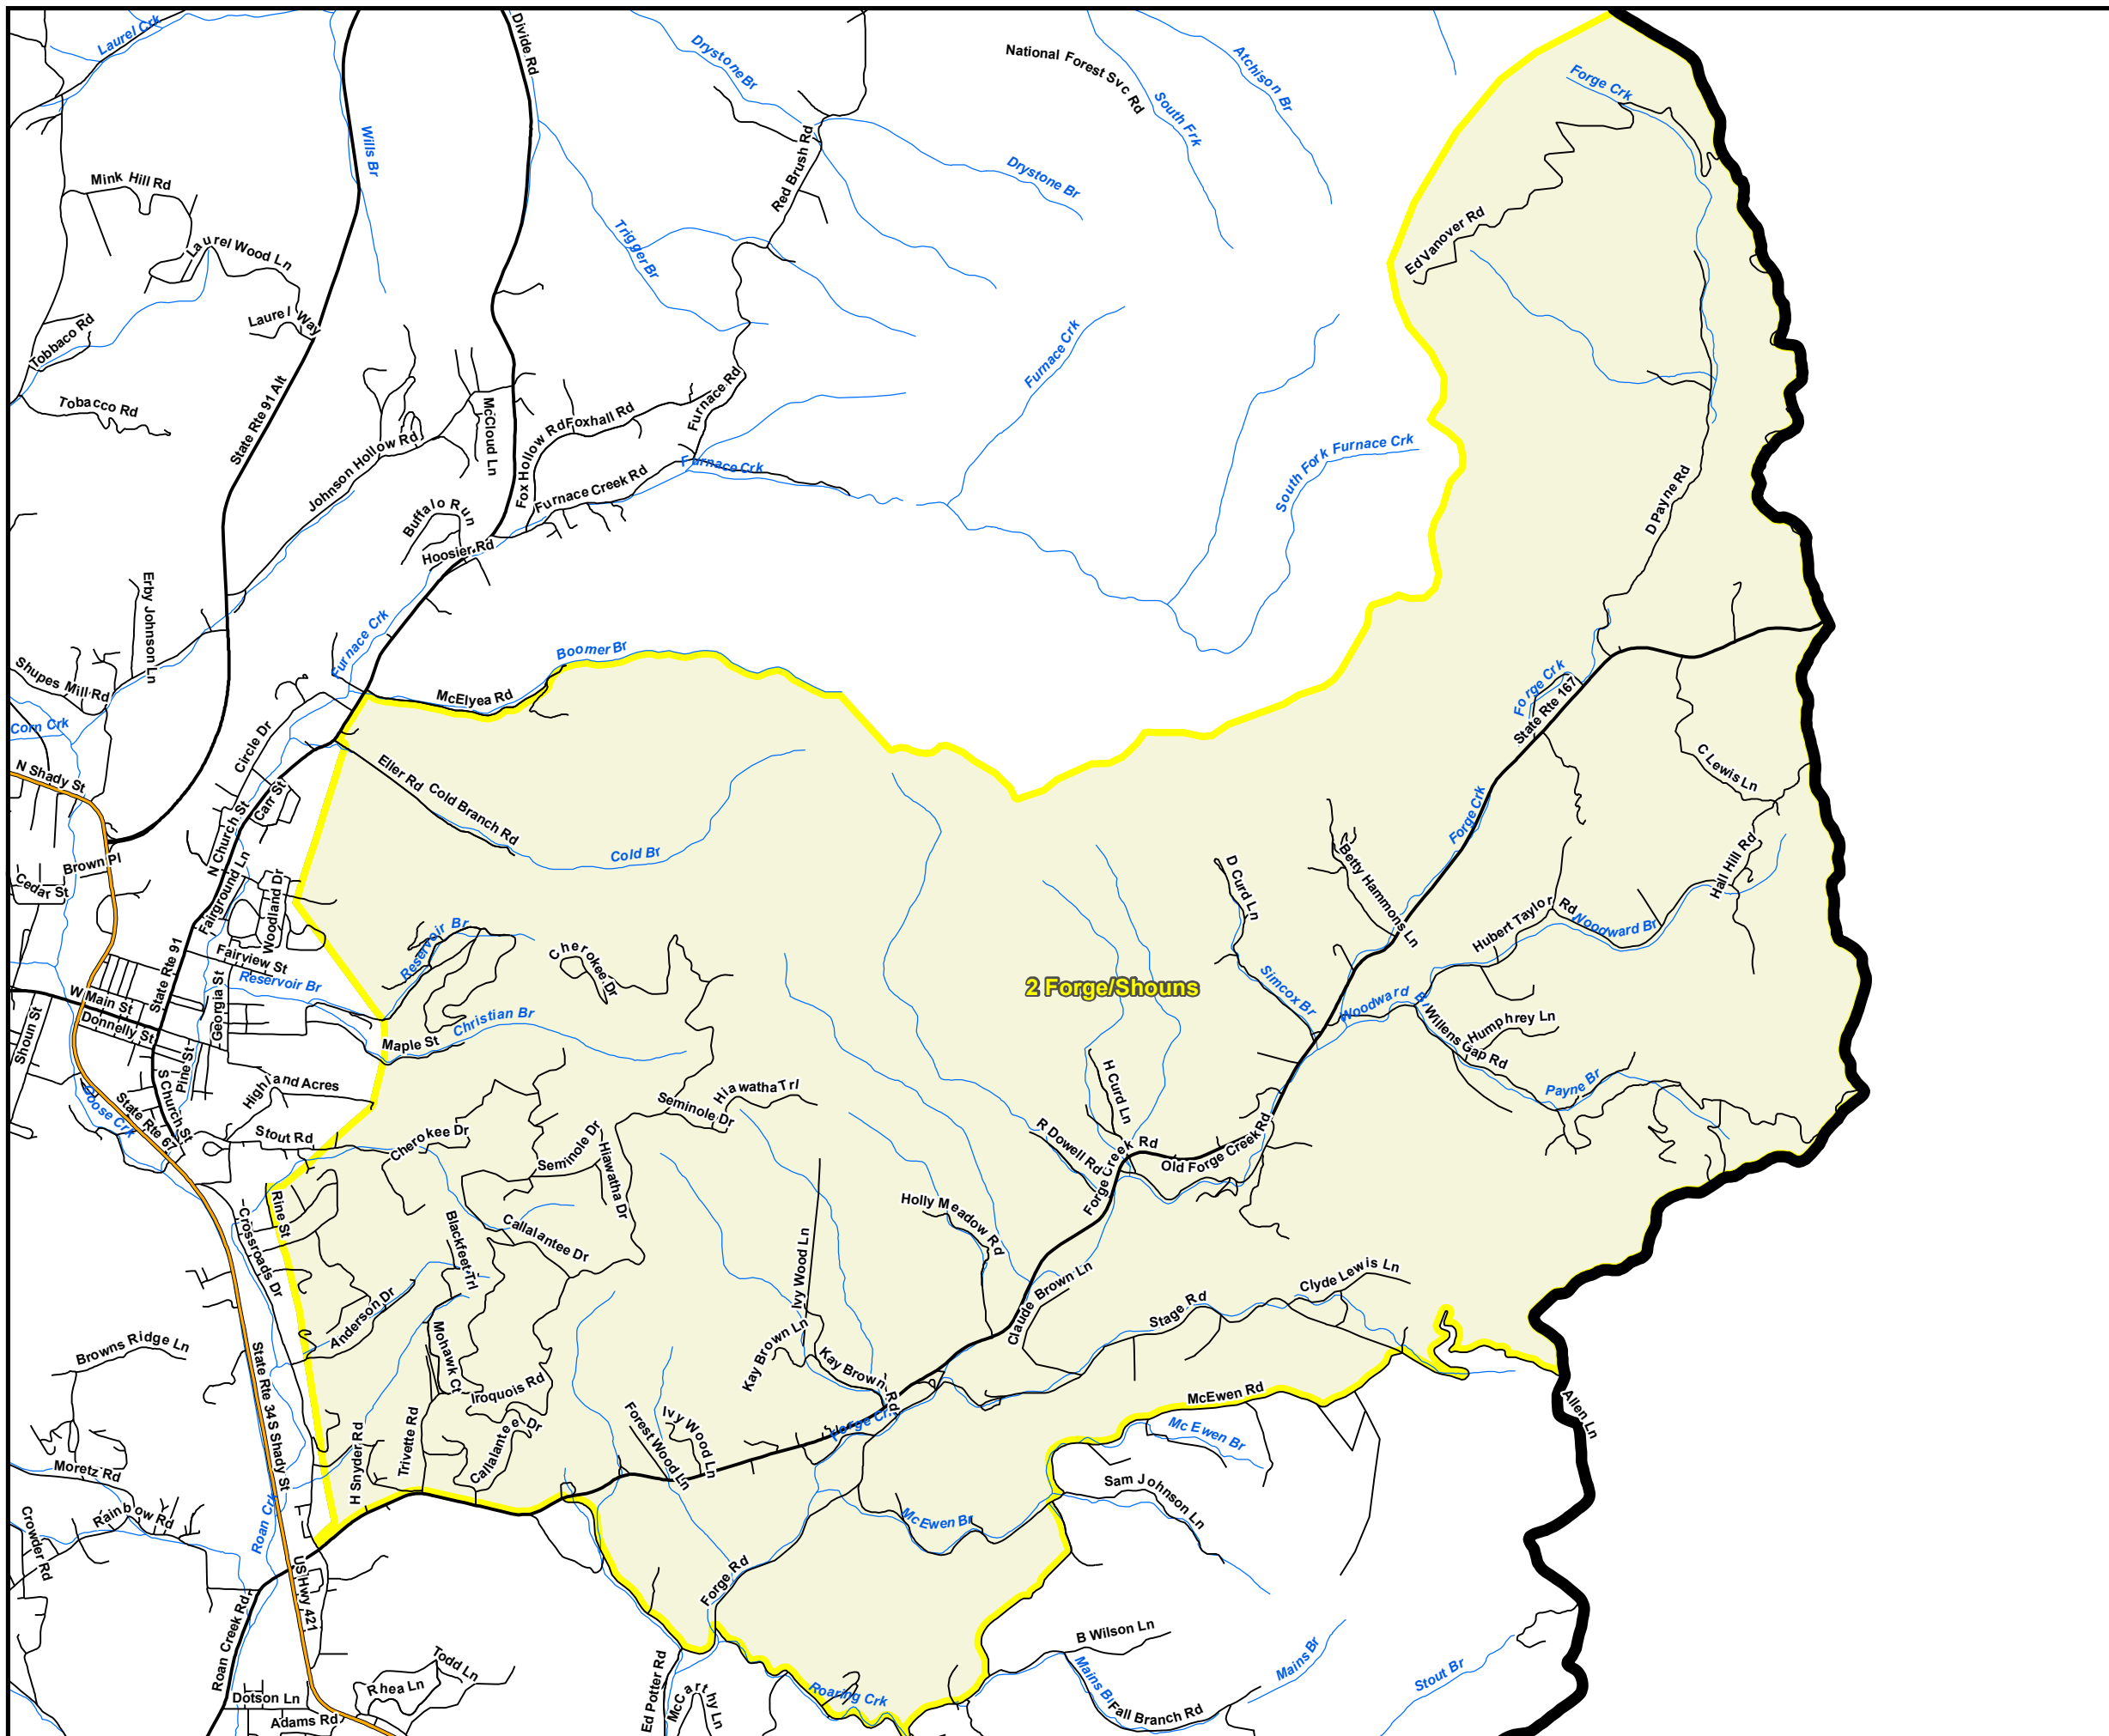 Laurel Crk
Divide Rd
Drystone Br
National Forest Svc Rd
Atchison Br
South Frk
Forge Crk
Wills Br
Drystone Br
Red Brush Rd
Mink Hill Rd
Laurel Wood Ln
Trigger Br
Ed Vanover Rd
Laurel Way
Tobbaco Rd
Furnace Crk
Tobacco Rd
State Rte 91 Alt
McCloud Ln
Foxhall Rd
Furnace Rd
Fox Hollow Rd
Johnson Hollow Rd
Furnace Crk
South Fork Furnace Crk
Furnace Creek Rd
D Payne Rd
Buffalo Run
Hoosier Rd
Erby Johnson Ln
Furnace Crk
Boomer Br
Shupes Mill Rd
McElyea Rd
Forge Crk
State Rte 167
Corn Crk
Circle Dr
C Lewis Ln
N Shady St
Eller Rd
Cold Branch Rd
Carr St
N Church St
Forge Crk
Cold Br
Brown Pl
Cedar St
Fairground Ln
Woodland Dr
D Curd Ln
Betty Hammons Ln
Hall Hill Rd
Hubert Taylor Rd
Woodward Br
Reservoir Br
Cherokee Dr
State Rte 91
Fairview St
Reservoir Br
2 Forge/Shouns
Simcox Br
Woodward Br
W Main St
Georgia St
Donnelly St
Shoun St
Christian Br
Maple St
Willens Gap Rd
Humphrey Ln
Pine St
S Church St
Highland Acres
Goose Crk
State Rte 67
Hiawatha Trl
Seminole Dr
H Curd Ln
Payne Br
Stout Rd
Cherokee Dr
Seminole Dr
Hiawatha Dr
R Dowell Rd
Forge Creek Rd
Old Forge Creek Rd
Rine St
Crossroads Dr
Blackfeet Trl
Callalantee Dr
Holly Meadow Rd
Ivy Wood Ln
Claude Brown Ln
Stage Rd
Clyde Lewis Ln
Anderson Dr
Browns Ridge Ln
Mohawk Ct
Kay Brown Ln
Kay Brown Rd
Iroquois Rd
McEwen Rd
Allen Ln
State Rte 34
S Shady St
Trivette Rd
Callalantee Dr
Forest Wood Ln
Ivy Wood Ln
Forge Crk
Mc Ewen Br
H Snyder Rd
Moretz Rd
Rainbow Rd
Crowder Rd
Roan Crk
Sam Johnson Ln
McEwen Br
US Hwy 421
Forge Rd
Roan Creek Rd
Todd Ln
Rhea Ln
Dotson Ln
Adams Rd
Ed Potter Rd
McCarthy Ln
Roaring Crk
B Wilson Ln
Mains Br
Fall Branch Rd
Mains Br
Stout Br